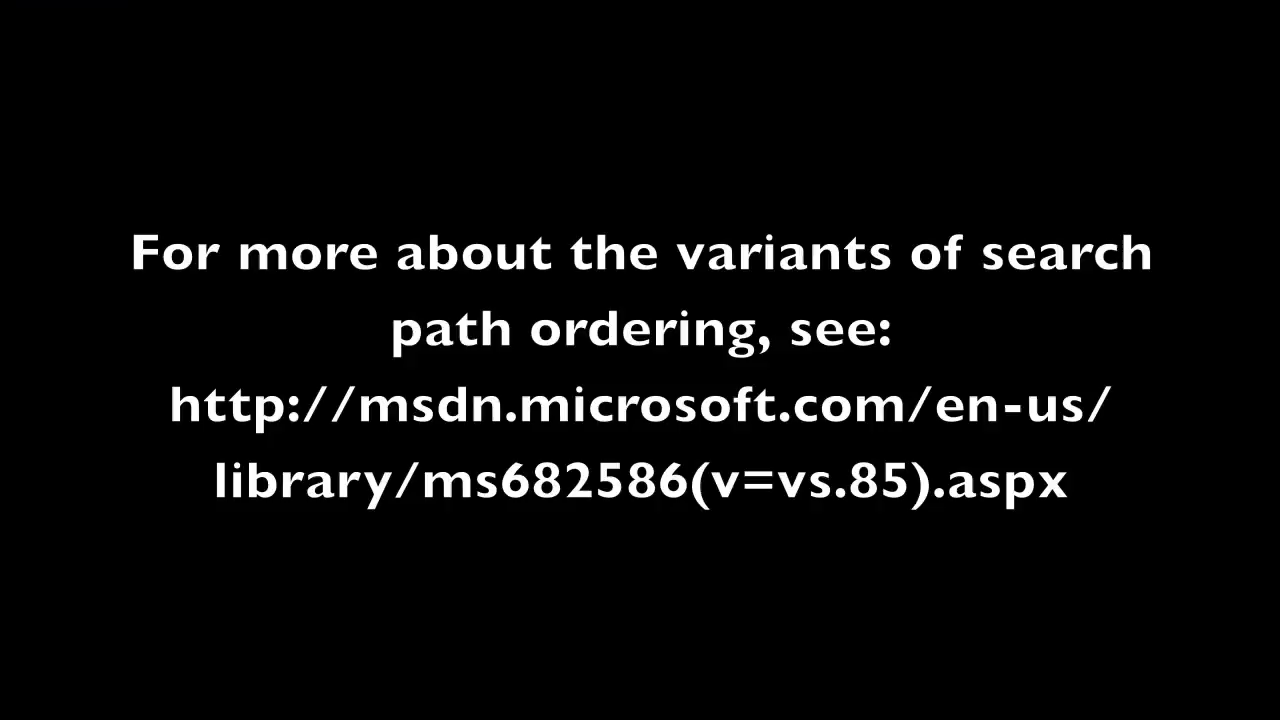 For more about the variants of search
path ordering, see:
http://msdn.microsoft.com/en-us/
library/ms682586(v=vs.85).aspx